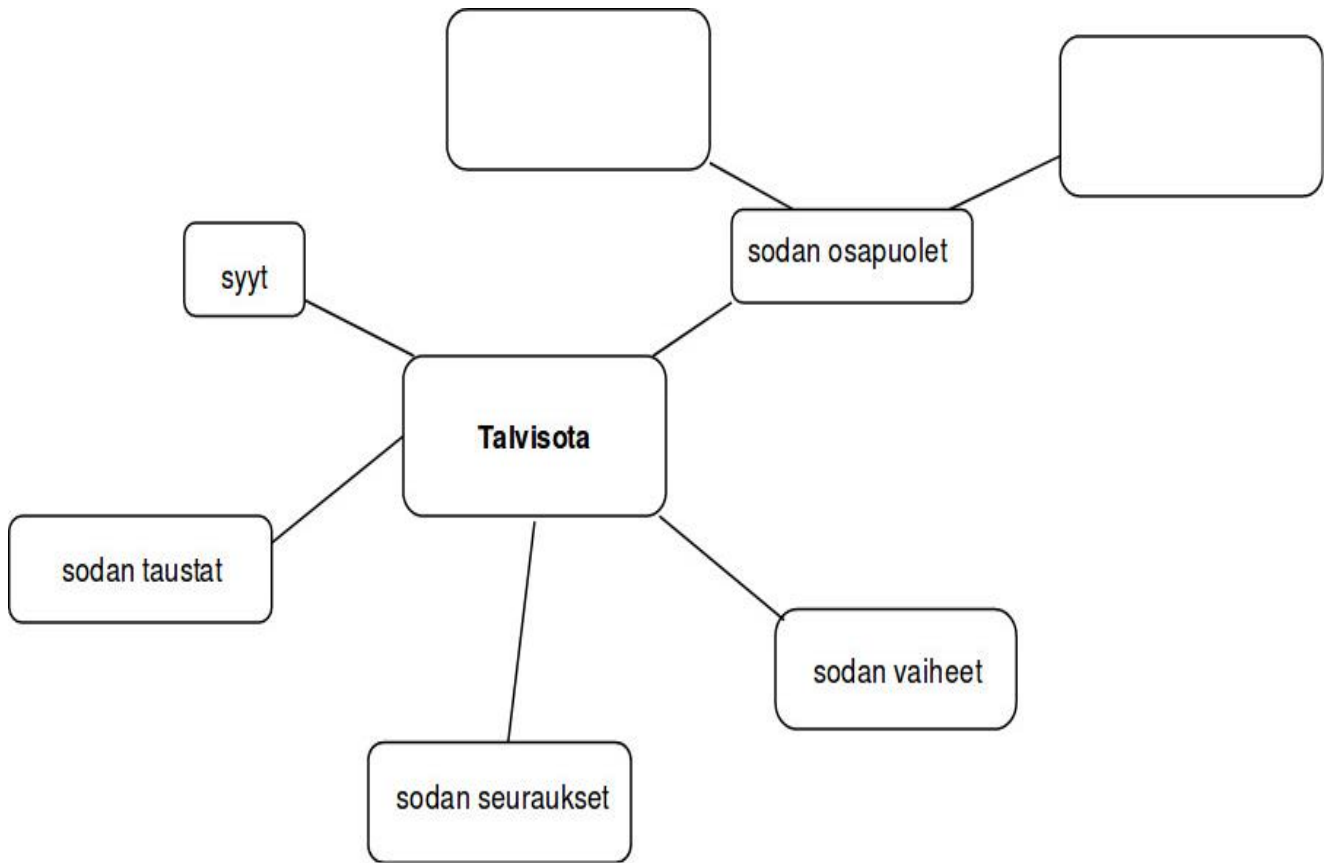 sodan osapuolet
syyt
Talvisota
sodan taustat
sodan vaiheet
sodan seuraukset